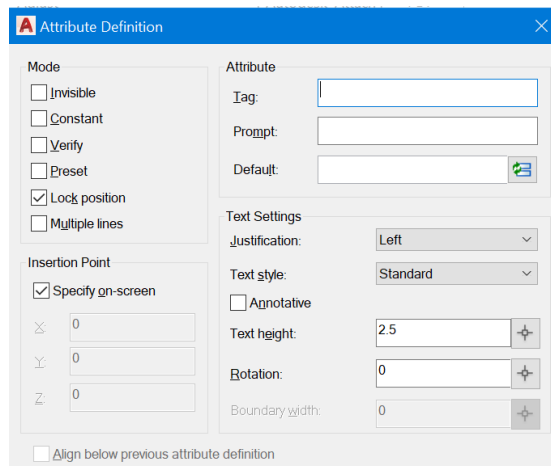 A Attribute Definition
Mode
Invisible
Constant
Verify
Preset
Lock position
Multiple lines
Insertion Point
Specify on-screen
X: 0
Y: 0
Z: 0
Attribute
Tag:
Prompt:
Default:
Text Settings
Justification: Left
Text style: Standard
Annotative
Text height: 2.5
Rotation: 0
Boundary width: 0
Align below previous attribute definition